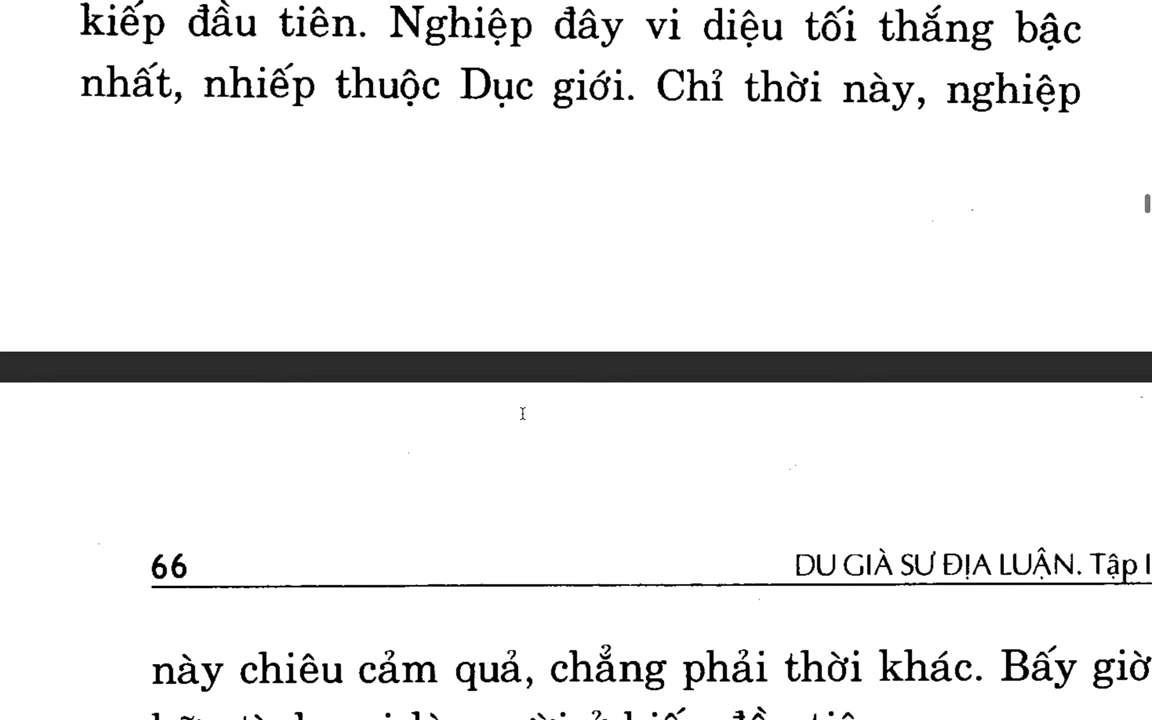 kiếp đầu tiên. Nghiệp đây vi diệu tối thắng bậc
nhất, nhiếp thuộc Dục giới. Chỉ thời này, nghiệp
66
DU GIÀ SƯ ĐỊA LUẬN. Tập I
này chiêu cảm quả, chẳng phải thời khác. Bấy giờ